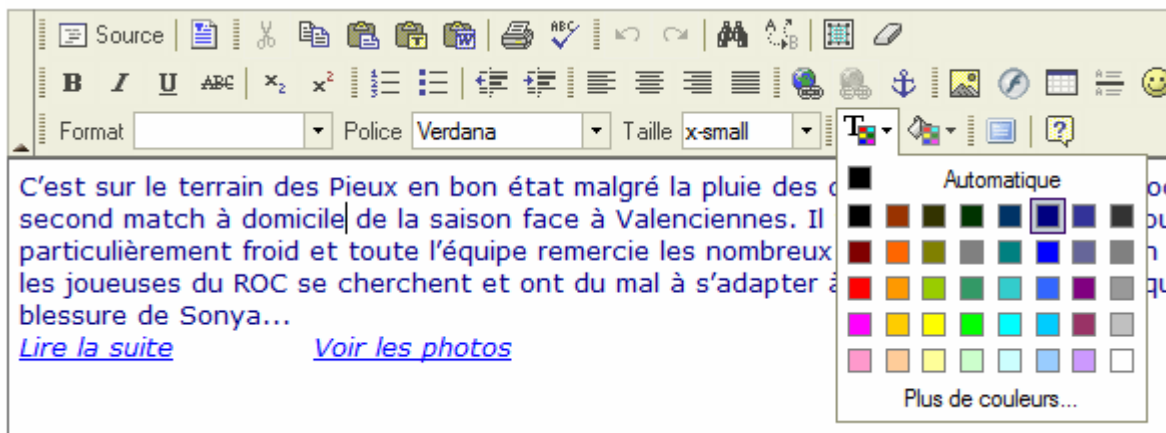 Source
Format Police Verdana Taille x-small
Automatique
C’est sur le terrain des Pieux en bon état malgré la pluie des
second match à domicile de la saison face à Valenciennes. Il
particulièrement froid et toute l’équipe remercie les nombreux
les joueuses du ROC se cherchent et ont du mal à s’adapter
blessure de Sonya...
Lire la suite Voir les photos
Plus de couleurs...